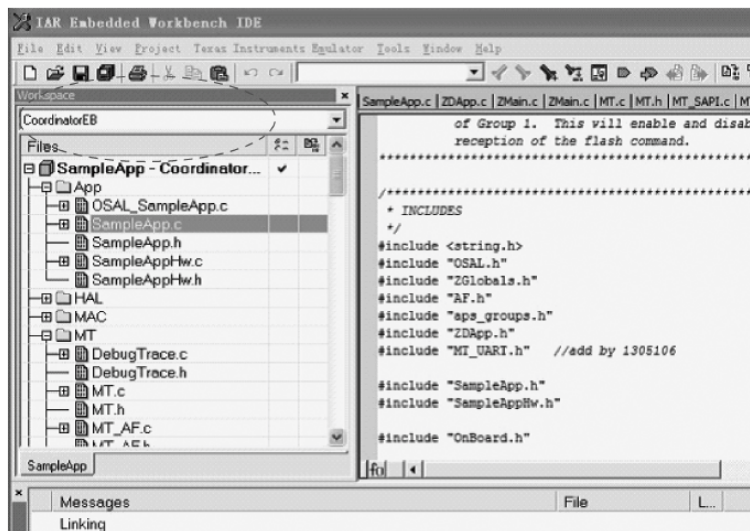 IAR Embedded Workbench IDE
File Edit View Project Texas Instruments Emulator Tools Window Help
Workspace
CoordinatorEB
Files
SampleApp - Coordinator...
App
OSAL_SampleApp.c
SampleApp.c
SampleApp.h
SampleAppHw.c
SampleAppHw.h
HAL
MAC
MT
DebugTrace.c
DebugTrace.h
MT.c
MT.h
MT_AF.c
MT_AF.h
SampleApp
SampleApp.c | ZDApp.c | ZMain.c | ZMain.c | MT.c | MT.h | MT_SAPI.c |
of Group 1. This will enable and disab
reception of the flash command.
/*****************************************************
* INCLUDES
*/
#include <string.h>
#include "OSAL.h"
#include "ZGlobals.h"
#include "AF.h"
#include "aps_groups.h"
#include "ZDApp.h"
#include "MT_UART.h" //add by 1305106
#include "SampleApp.h"
#include "SampleAppHw.h"
#include "OnBoard.h"
fo
Messages File L...
Linking